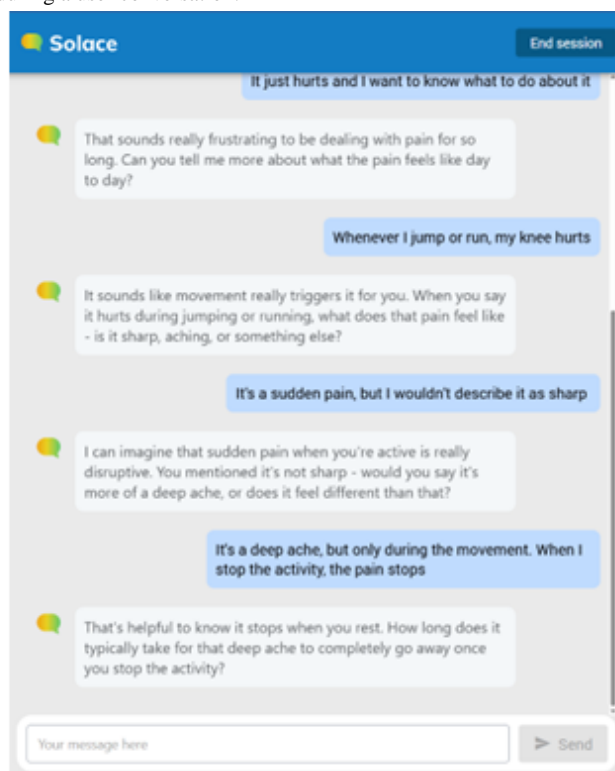 Solace
End session
It just hurts and I want to know what to do about it
That sounds really frustrating to be dealing with pain for so
long. Can you tell me more about what the pain feels like day
to day?
Whenever I jump or run, my knee hurts
It sounds like movement really triggers it for you. When you say
it hurts during jumping or running, what does that pain feel like
- is it sharp, aching, or something else?
It's a sudden pain, but I wouldn't describe it as sharp
I can imagine that sudden pain when you're active is really
disruptive. You mentioned it's not sharp - would you say it's
more of a deep ache, or does it feel different than that?
It's a deep ache, but only during the movement. When I
stop the activity, the pain stops
That's helpful to know it stops when you rest. How long does it
typically take for that deep ache to completely go away once
you stop the activity?
Your message here
Send